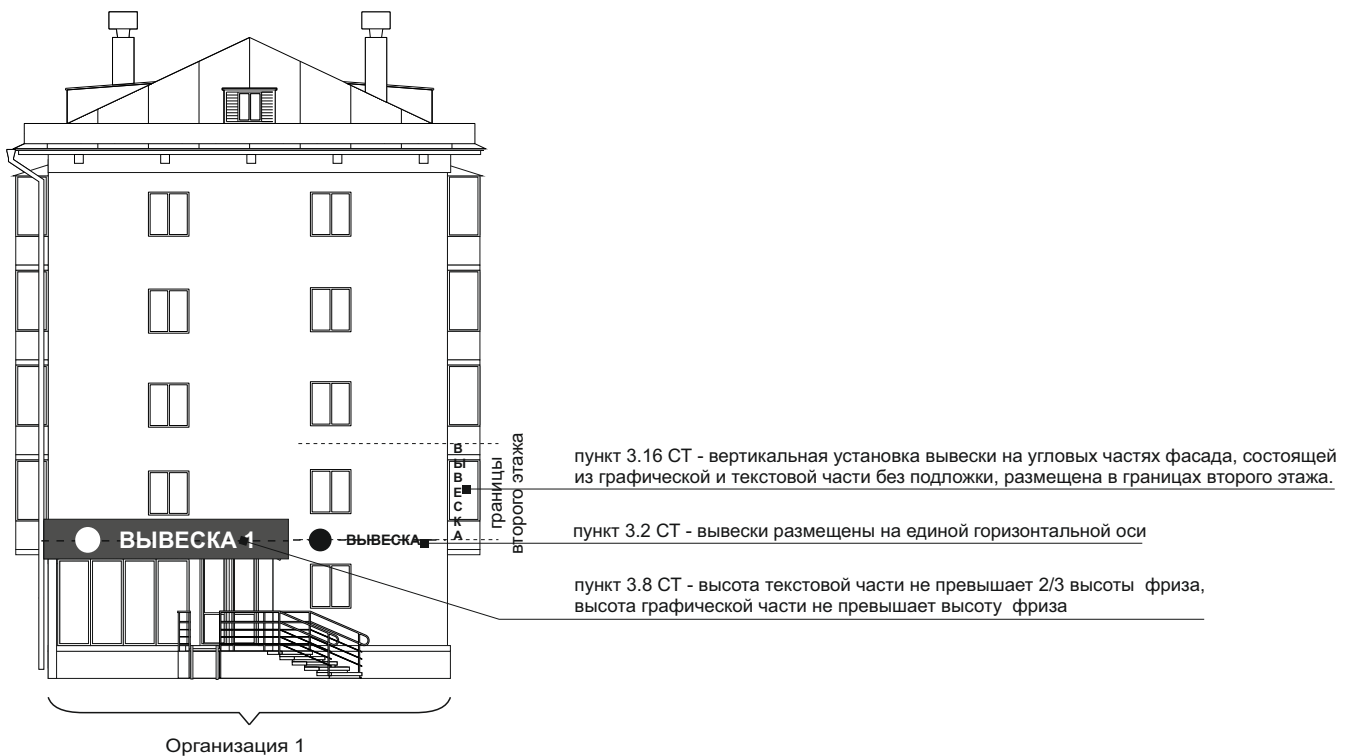 ВЫВЕСКА
границы
второго этажа
пункт 3.16 СТ - вертикальная установка вывески на угловых частях фасада, состоящей
из графической и текстовой части без подложки, размещена в границах второго этажа.
ВЫВЕСКА 1
ВЫВЕСКА
пункт 3.2 СТ - вывески размещены на единой горизонтальной оси
пункт 3.8 СТ - высота текстовой части не превышает 2/3 высоты фриза,
высота графической части не превышает высоту фриза
Организация 1